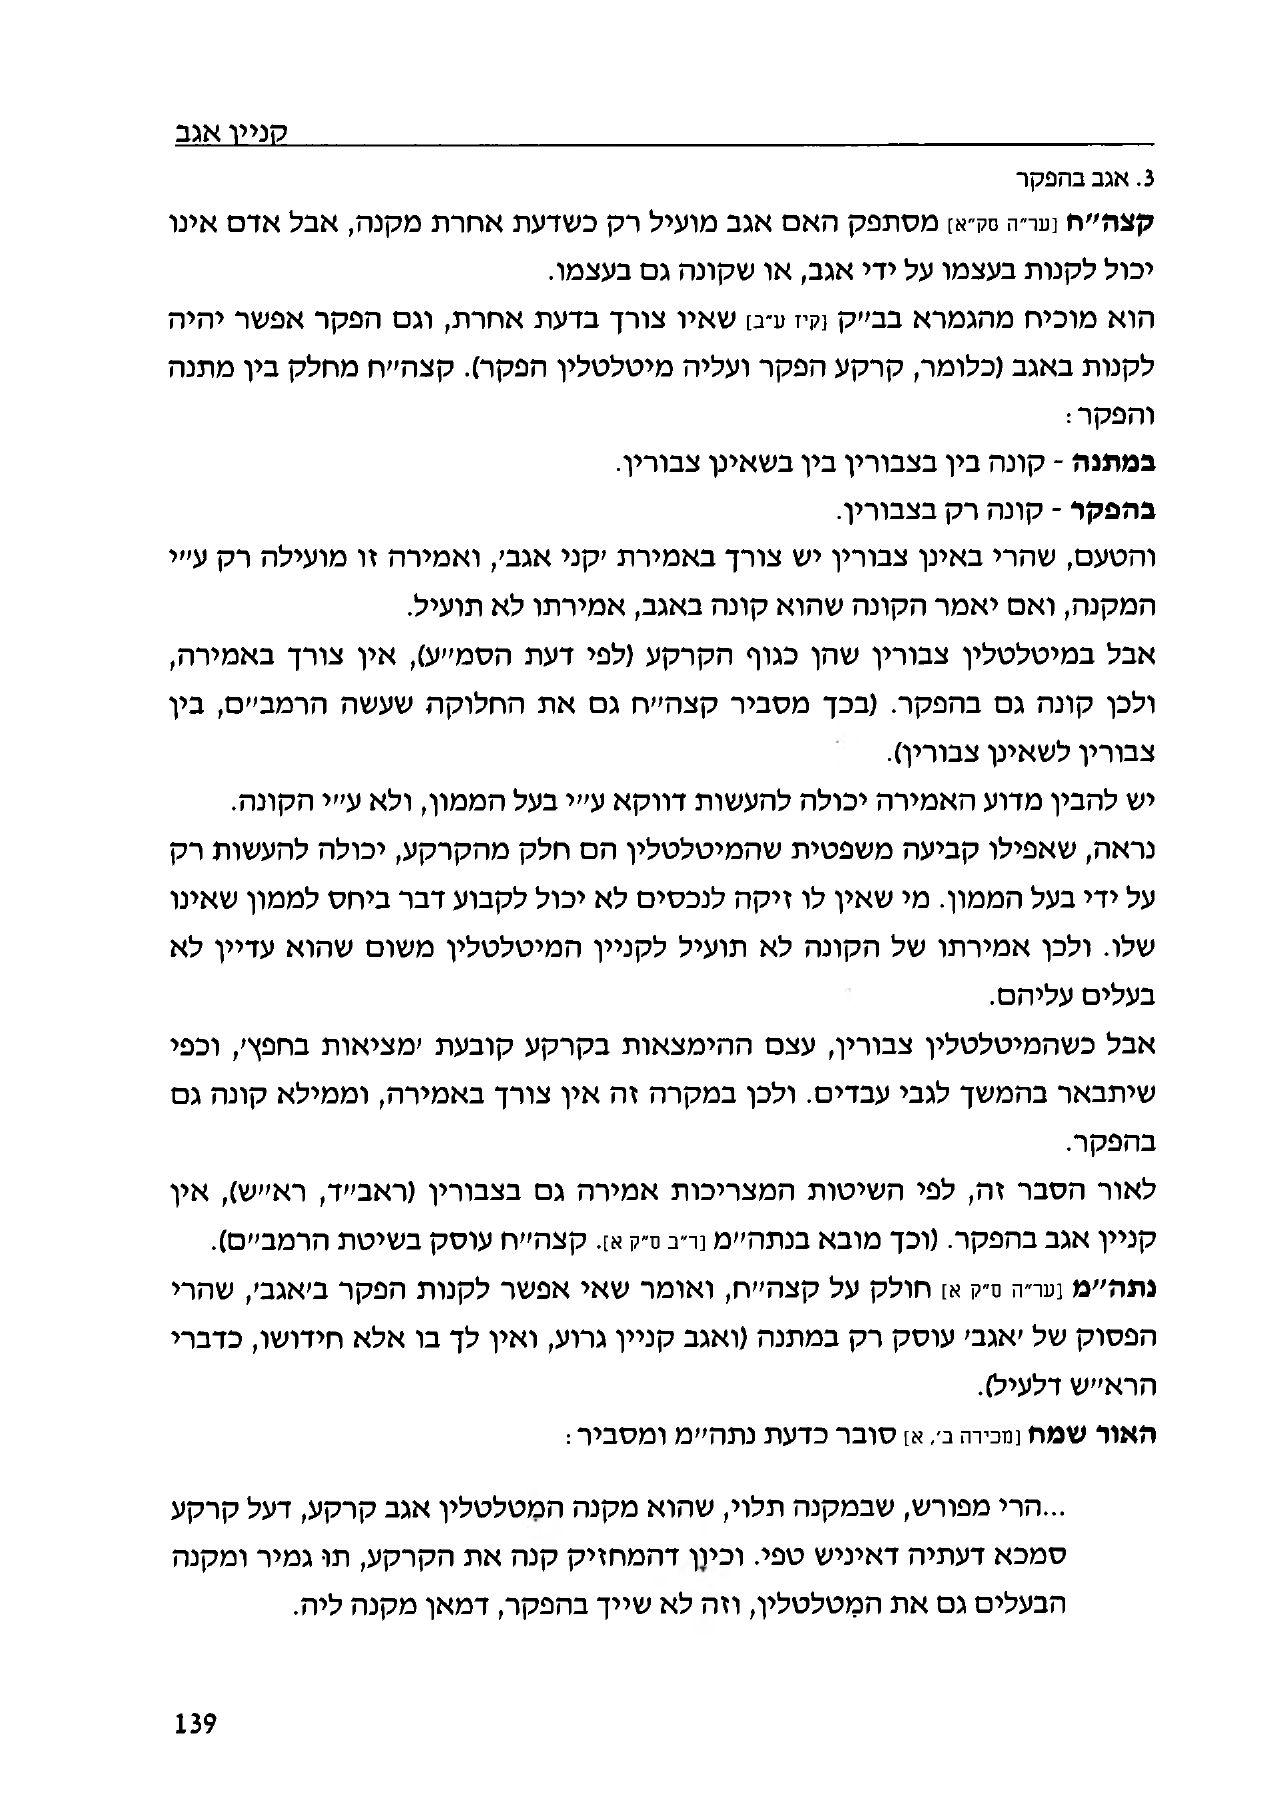 קניין אגב
3. אגב בהפקר
קצה״ח [ער״ה סק״א] מסתפק האם אגב מועיל רק כשדעת אחרת מקנה, אבל אדם אינו
יכול לקנות בעצמו על ידי אגב, או שקונה גם בעצמו.
הוא מוכיח מהגמרא בב״ק [קיז ע״ב] שאין צורך בדעת אחרת, וגם הפקר אפשר יהיה
לקנות באגב (כלומר, קרקע הפקר ועליה מיטלטלין הפקר). קצה״ח מחלק בין מתנה
והפקר:
במתנה - קונה בין בצבורין בין בשאינן צבורין.
בהפקר - קונה רק בצבורין.
והטעם, שהרי באינן צבורין יש צורך באמירת ׳קני אגב׳, ואמירה זו מועילה רק ע״י
המקנה, ואם יאמר הקונה שהוא קונה באגב, אמירתו לא תועיל.
אבל במיטלטלין צבורין שהן כגוף הקרקע (לפי דעת הסמ״ע), אין צורך באמירה,
ולכן קונה גם בהפקר. (בכך מסביר קצה״ח גם את החלוקה שעשה הרמב״ם, בין
צבורין לשאינן צבורין).
יש להבין מדוע האמירה יכולה להעשות דווקא ע״י בעל הממון, ולא ע״י הקונה.
נראה, שאפילו קביעה משפטית שהמיטלטלין הם חלק מהקרקע, יכולה להעשות רק
על ידי בעל הממון. מי שאין לו זיקה לנכסים לא יכול לקבוע דבר ביחס לממון שאינו
שלו. ולכן אמירתו של הקונה לא תועיל לקניין המיטלטלין משום שהוא עדיין לא
בעלים עליהם.
אבל כשהמיטלטלין צבורין, עצם ההימצאות בקרקע קובעת ׳מציאות בחפץ׳, וכפי
שיתבאר בהמשך לגבי עבדים. ולכן במקרה זה אין צורך באמירה, וממילא קונה גם
בהפקר.
לאור הסבר זה, לפי השיטות המצריכות אמירה גם בצבורין (ראב״ד, רא״ש), אין
קניין אגב בהפקר. (וכך מובא בנתה״מ [ר״ב ס״ק א]. קצה״ח עוסק בשיטת הרמב״ם).
נתה״מ [ער״ה ס״ק א] חולק על קצה״ח, ואומר שאי אפשר לקנות הפקר ב׳אגב׳, שהרי
הפסוק של ׳אגב׳ עוסק רק במתנה (ואגב קניין גרוע, ואין לך בו אלא חידושו, כדברי
הרא״ש דלעיל).
האור שמח [מכירה ב׳, א] סובר כדעת נתה״מ ומסביר:
...הרי מפורש, שבמקנה תלוי, שהוא מקנה המטלטלין אגב קרקע, דעל קרקע
סמכא דעתיה דאיניש טפי. וכיון דהמחזיק קנה את הקרקע, תו גמיר ומקנה
הבעלים גם את המטלטלין, וזה לא שייך בהפקר, דמאן מקנה ליה.
139